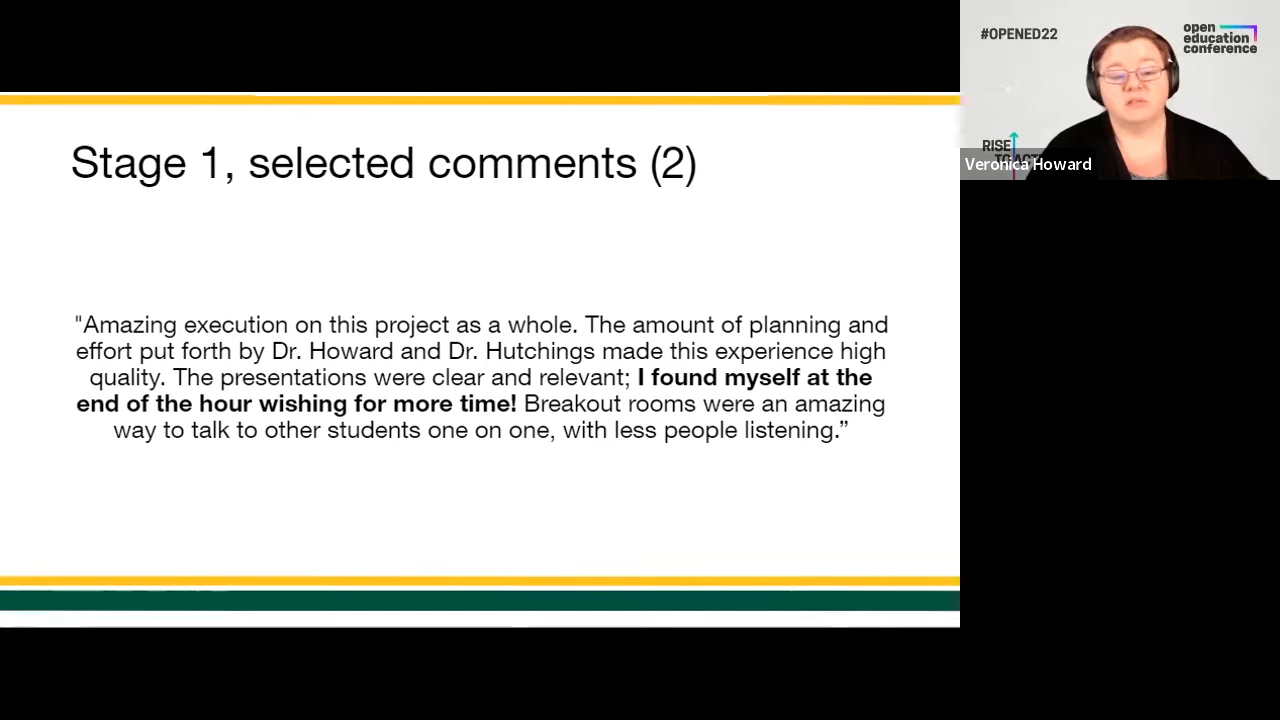 Stage 1, selected comments (2)
"Amazing execution on this project as a whole. The amount of planning and
effort put forth by Dr. Howard and Dr. Hutchings made this experience high
quality. The presentations were clear and relevant; I found myself at the
end of the hour wishing for more time! Breakout rooms were an amazing
way to talk to other students one on one, with less people listening.”
#OPENED22
open
education
conference
RISE
TO ACT
Veronica Howard